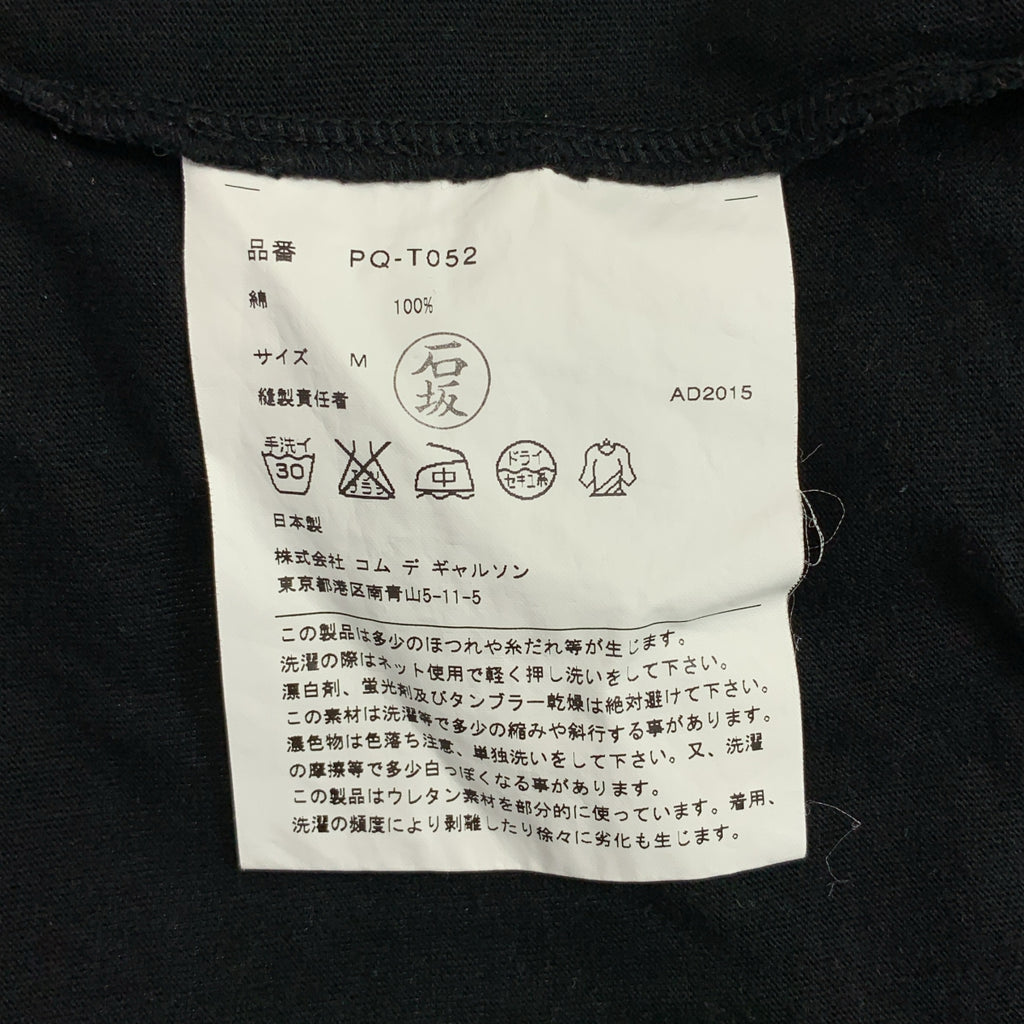 品番 PQ-T052
綿 100%
サイズ M
石坂
縫製責任者
AD2015
手洗イ
30
中
ドライ
セキユ系
日本製
株式会社 コム デ ギャルソン
東京都港区南青山5-11-5
この製品は多少のほつれや糸だれ等が生じます。
洗濯の際はネット使用で軽く押し洗いをして下さい。
漂白剤、蛍光剤及びタンブラー乾燥は絶対避けて下さい。
この素材は洗濯等で多少の縮みや斜行する事があります。
濃色物は色落ち注意、単独洗いをして下さい。又、洗濯
の摩擦等で多少白っぽくなる事があります。
この製品はウレタン素材を部分的に使っています。着用、
洗濯の頻度により剥離したり徐々に劣化も生じます。